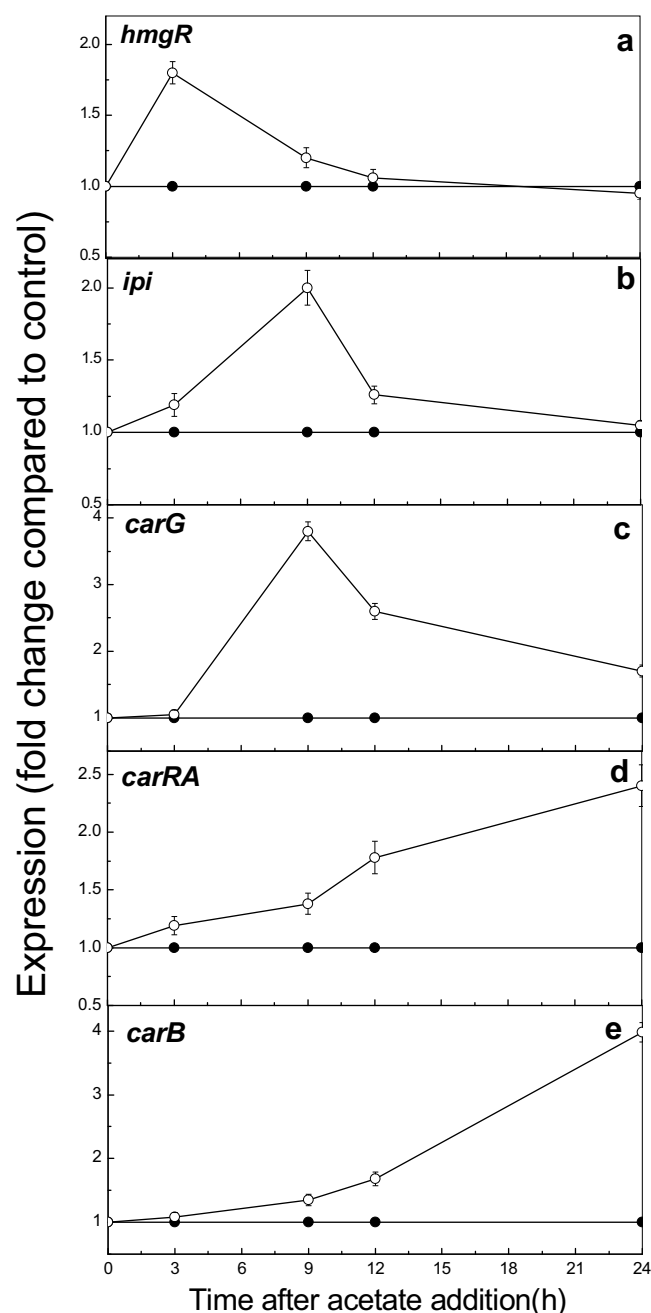 Expression (fold change compared to control)
hmgR
a
2.0
1.5
1.0
0.5
ipi
b
2.0
1.5
1.0
0.5
carG
c
4
3
2
1
carRA
d
2.5
2.0
1.5
1.0
0.5
carB
e
4
3
2
1
0 3 6 9 12 15 18 21 24
Time after acetate addition(h)